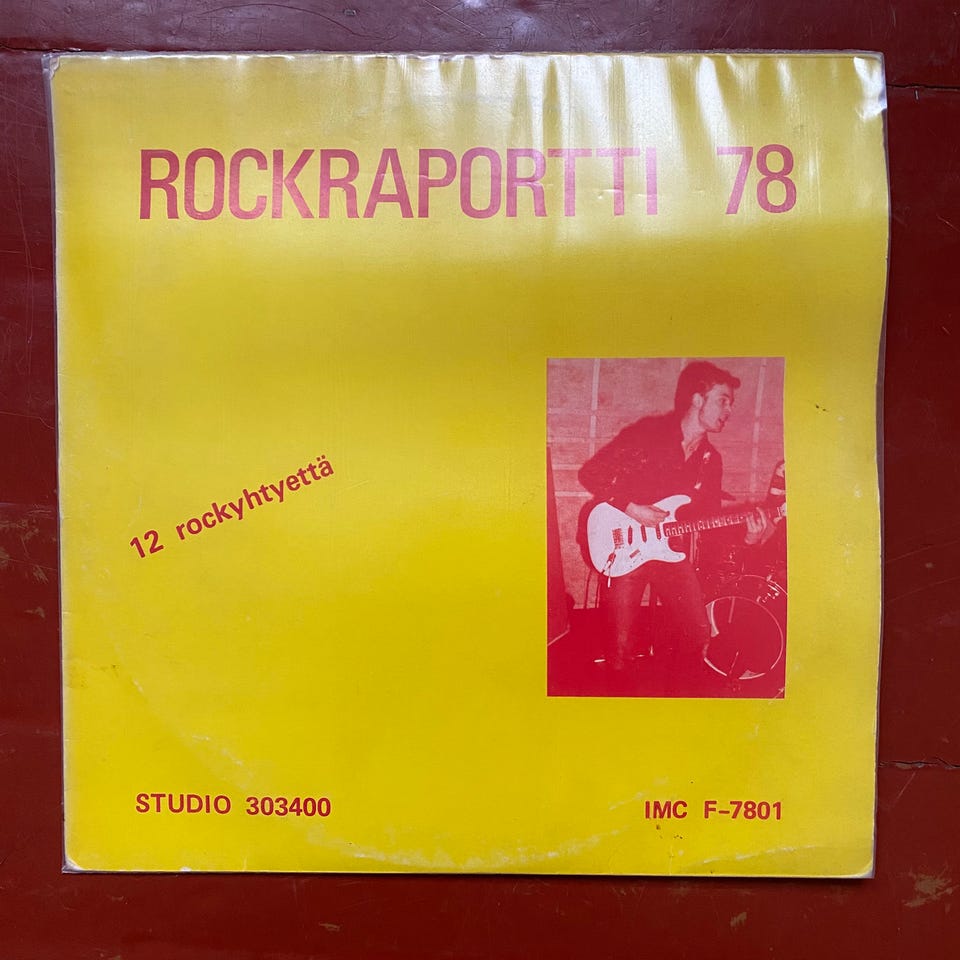 ROCKRAPORTTI 78
12 rockyhtyettä
STUDIO 303400
IMC F-7801